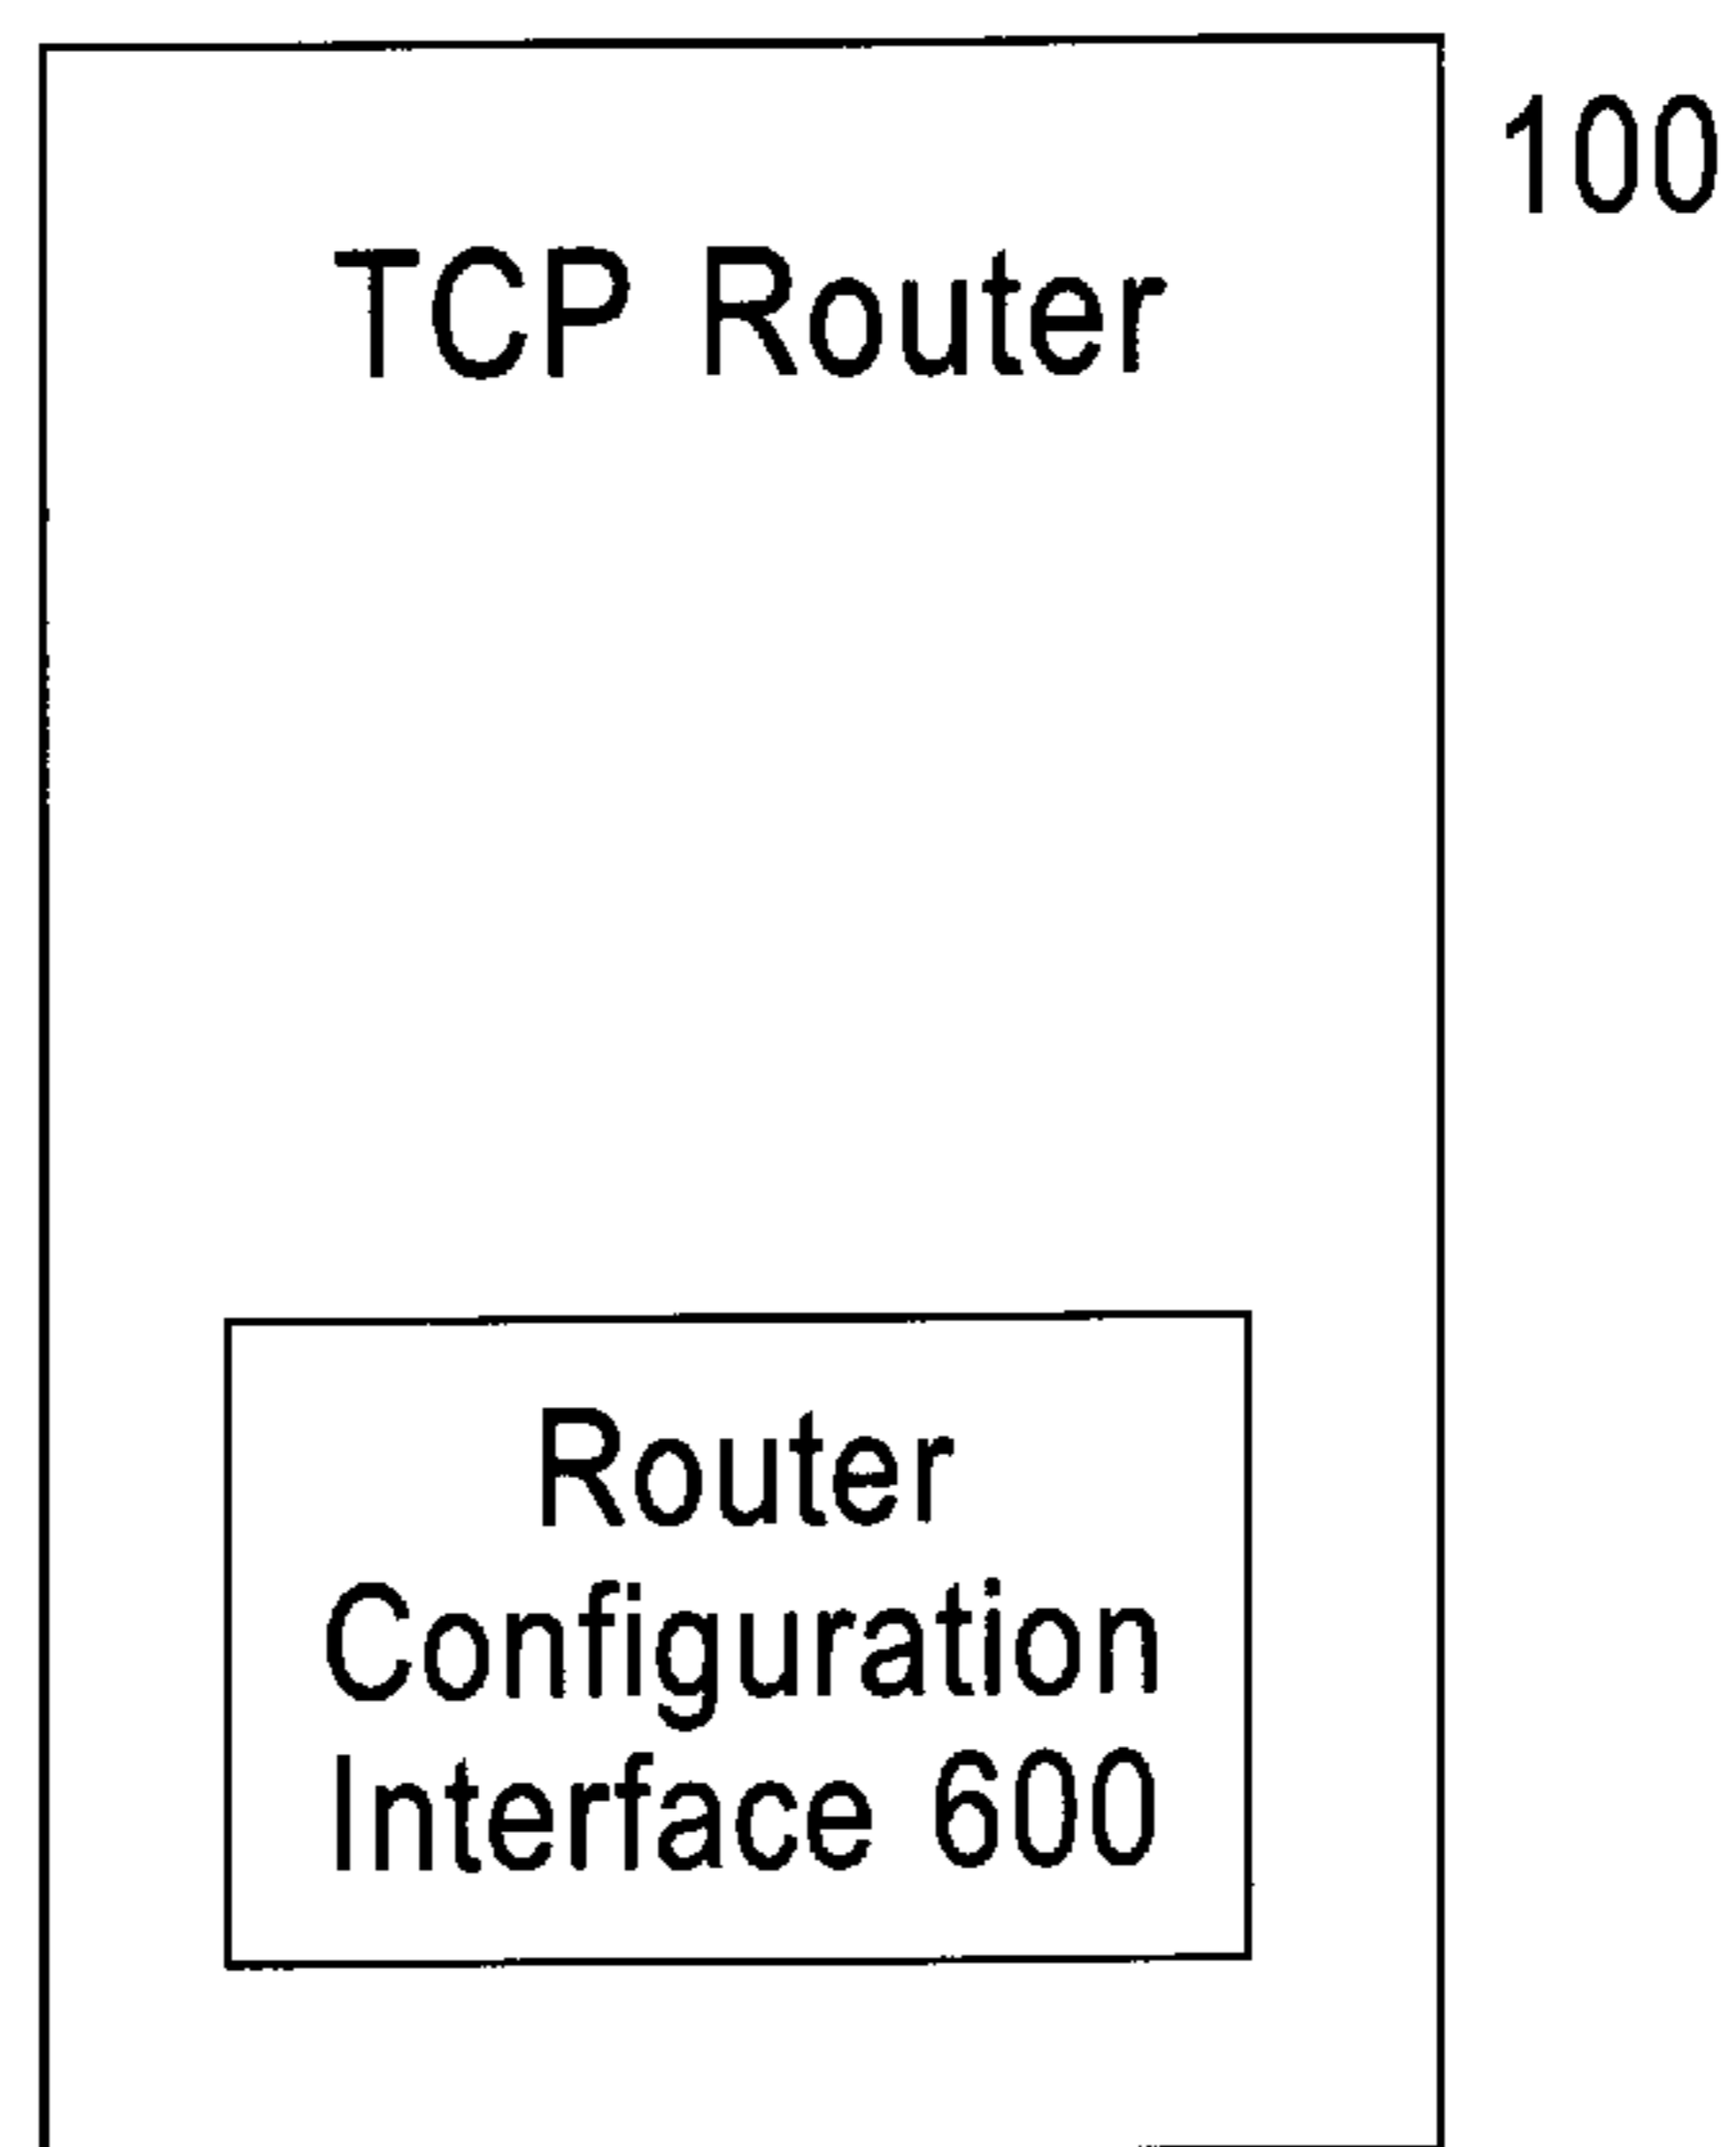 100
TCP Router
Router
Configuration
Interface 600